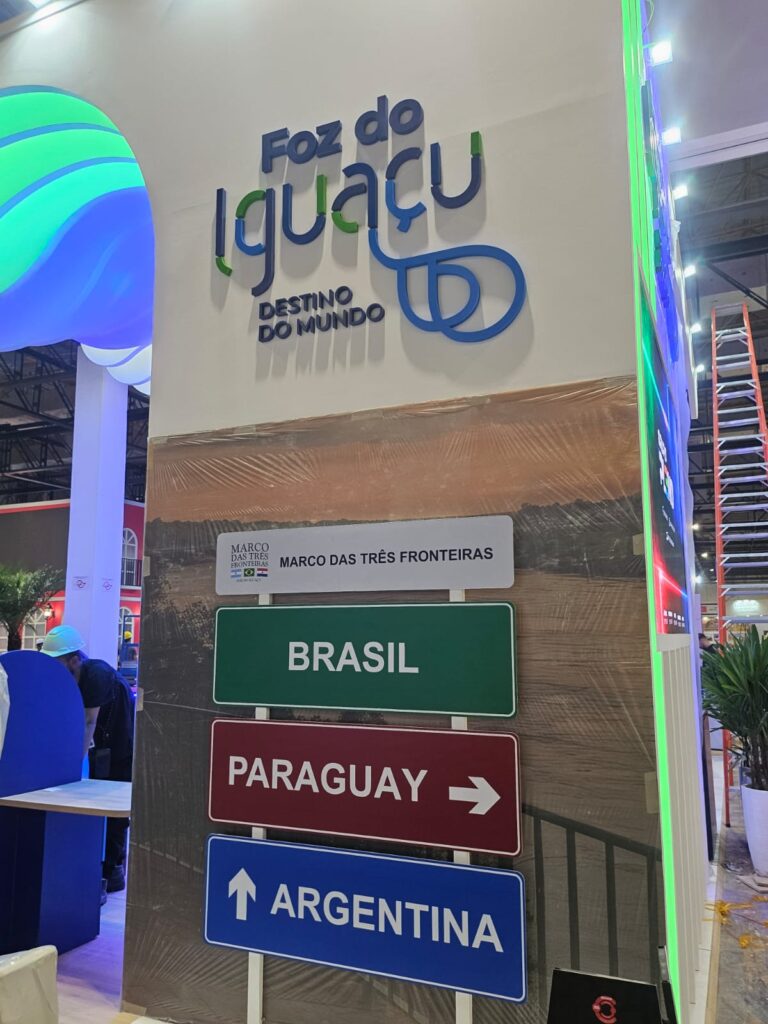 Foz do
Iguaçu
DESTINO
DO MUNDO
MARCO
DAS TRÊS
FRONTEIRAS
MARCO DAS TRÊS FRONTEIRAS
BRASIL
PARAGUAY
ARGENTINA